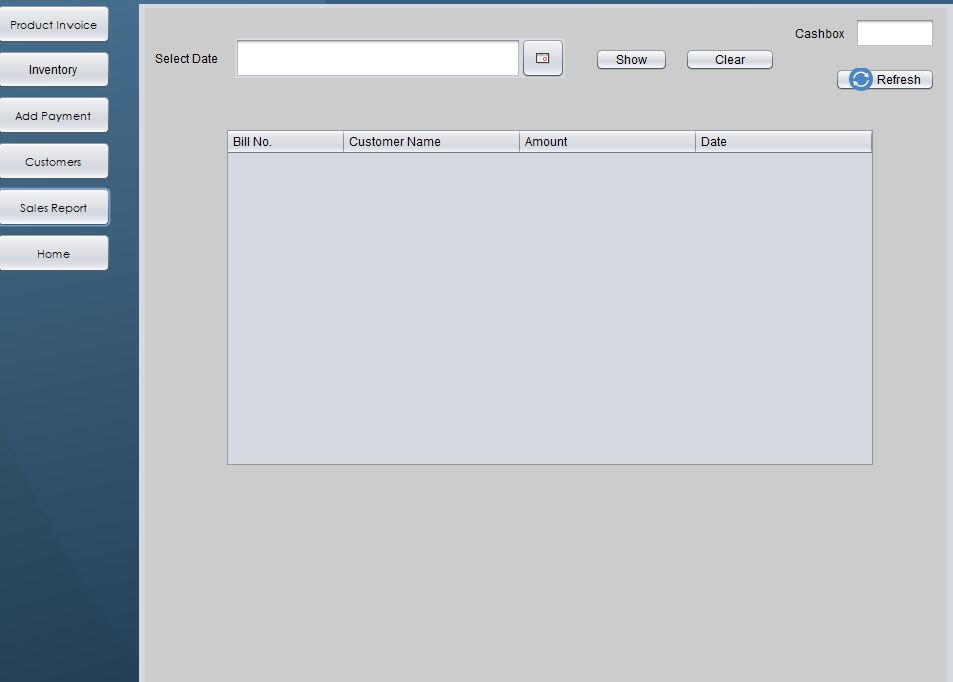 Product Invoice
Inventory
Add Payment
Customers
Sales Report
Home
Cashbox
Select Date
Show
Clear
Refresh
Bill No. Customer Name Amount Date